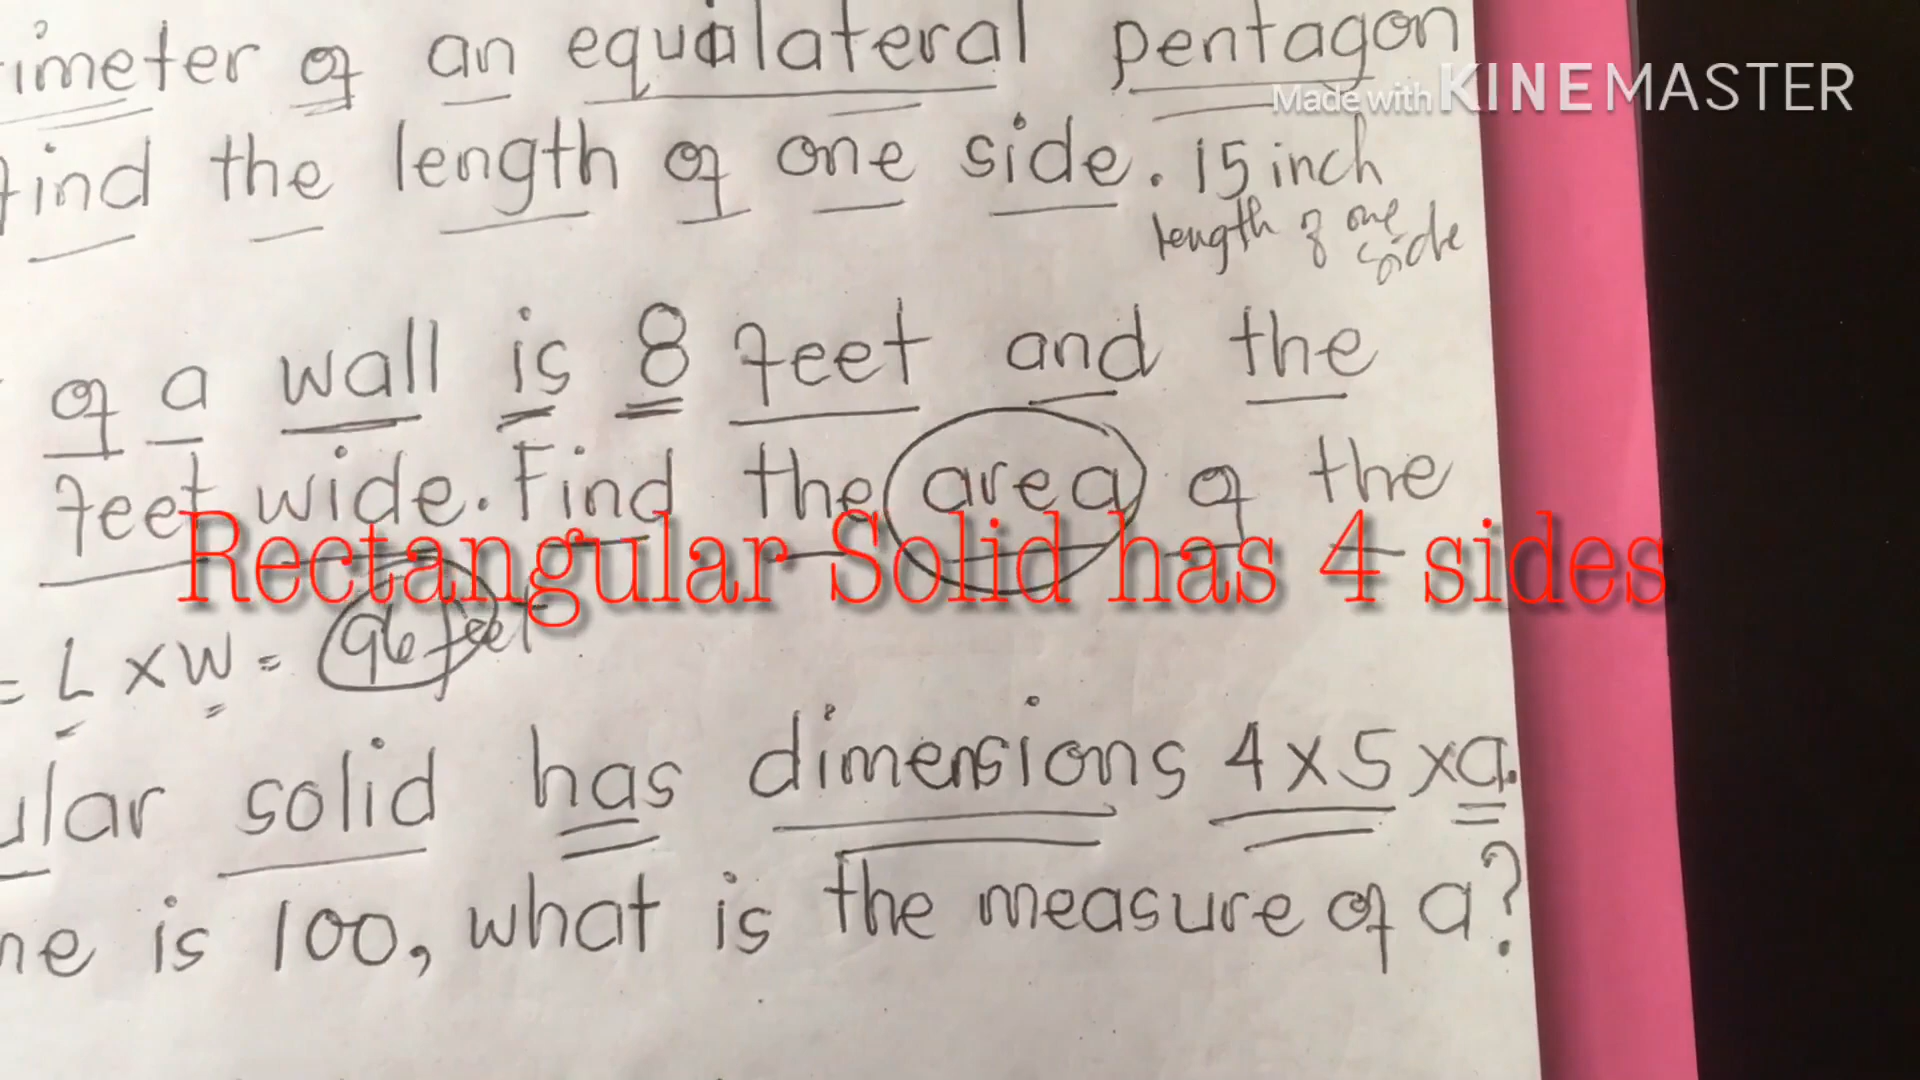 imeter of an equilateral pentagon
Made with KINEMASTER
find the length of one side. 15 inch
length of one
side
of a wall is 8 feet and the
feet wide. Find the area of the
Rectangular Solid has 4 sides
= L x W = 96 feet
ular solid has dimensions 4 x 5 x a.
ne is 100, what is the measure of a?